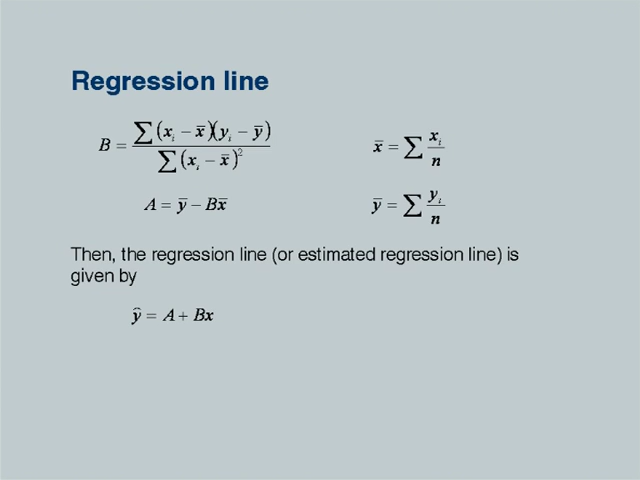 Regression line
B = ∑(xᵢ − x̄)(yᵢ − ȳ) / ∑(xᵢ − x̄)²
x̄ = ∑ xᵢ / n
A = ȳ − Bx̄
ȳ = ∑ yᵢ / n
Then, the regression line (or estimated regression line) is
given by
ŷ = A + Bx